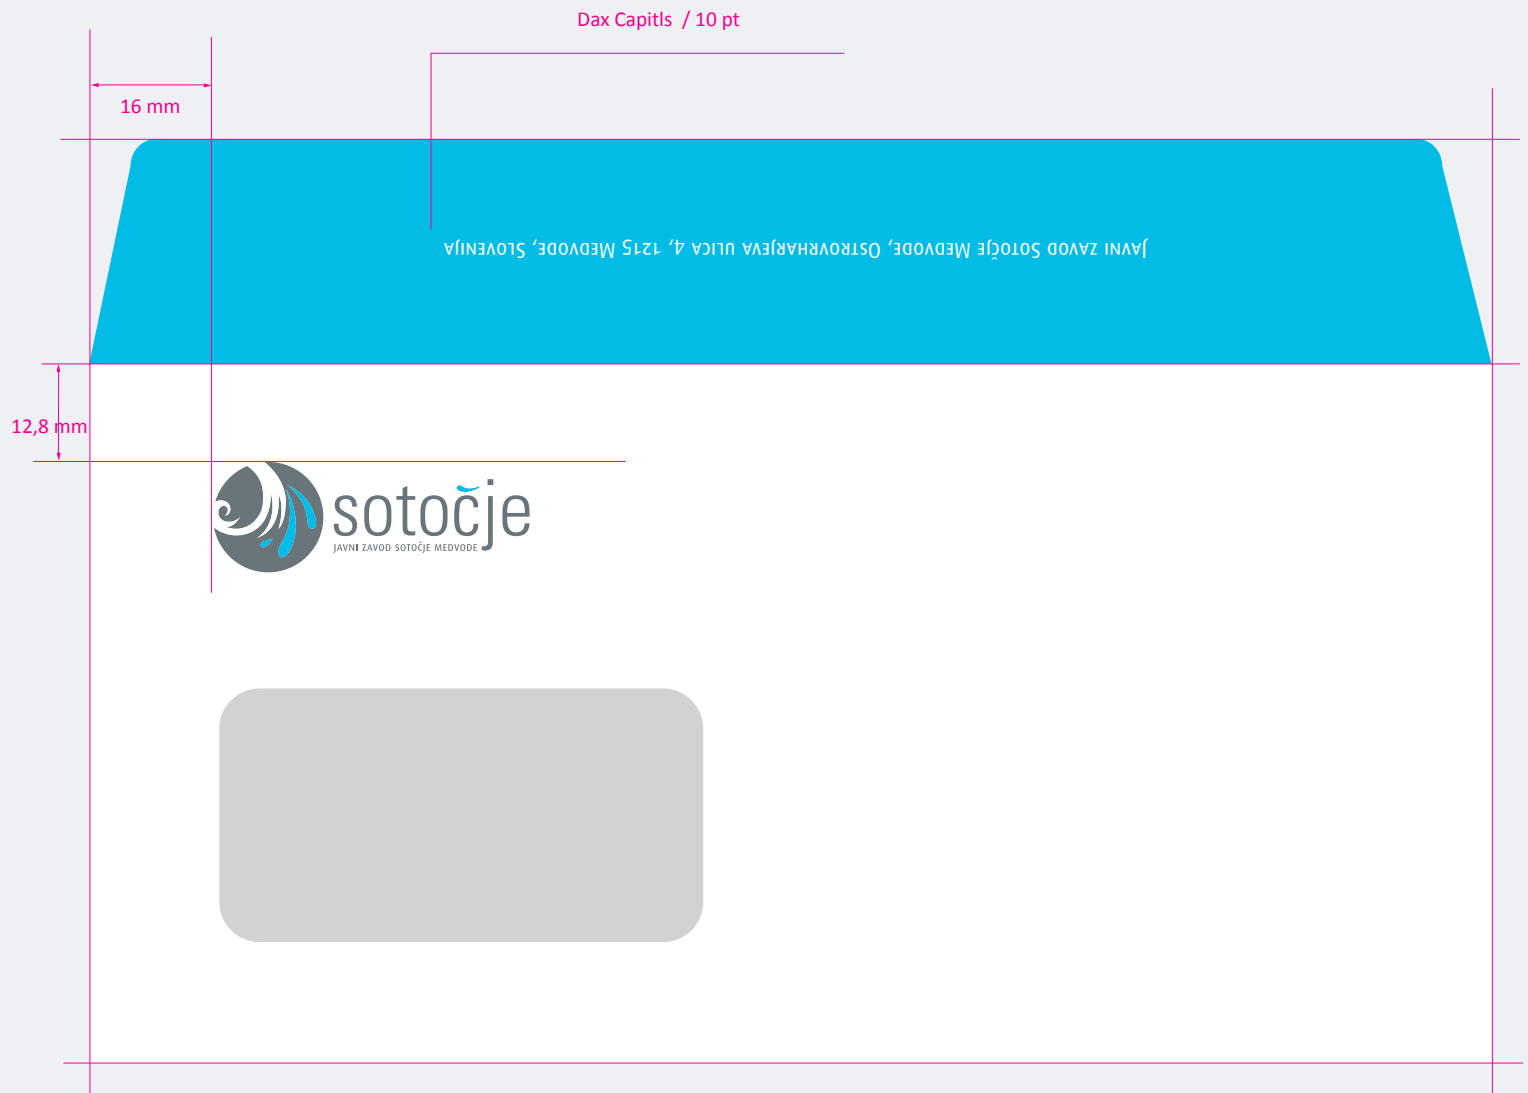 Dax Capitls / 10 pt
16 mm
Javni zavod Sotočje Medvode, Ostrovrharjeva ulica 4, 1215 Medvode, Slovenija
12,8 mm
sotočje
JAVNI ZAVOD SOTOČJE MEDVODE